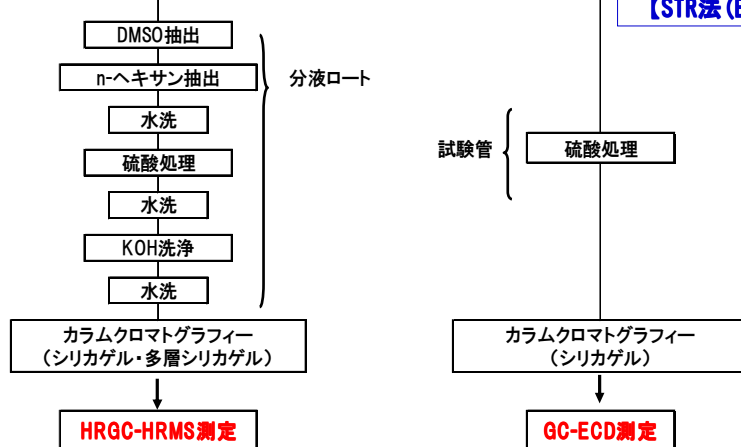 【STR法(E
DMSO抽出
n-ヘキサン抽出
水洗
硫酸処理
水洗
KOH洗浄
水洗
分液ロート
カラムクロマトグラフィー
(シリカゲル・多層シリカゲル)
HRGC-HRMS測定
試験管
硫酸処理
カラムクロマトグラフィー
(シリカゲル)
GC-ECD測定